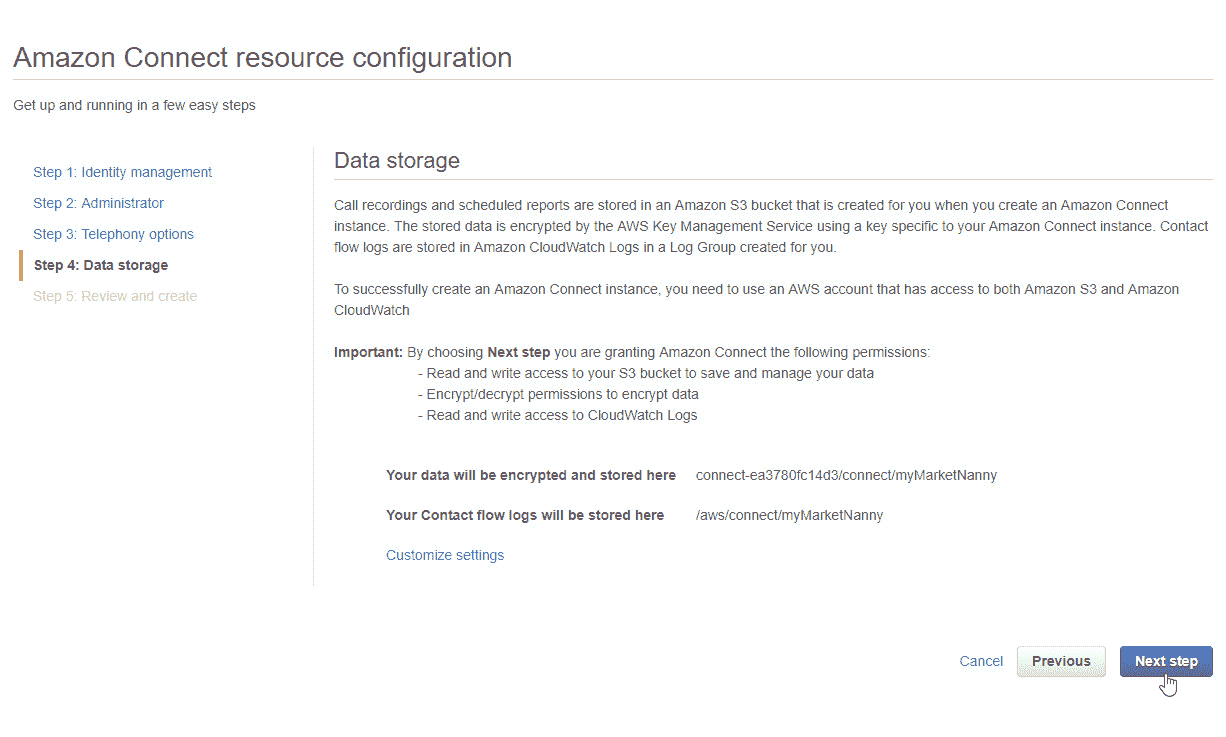 Amazon Connect resource configuration
Get up and running in a few easy steps
Step 1: Identity management
Step 2: Administrator
Step 3: Telephony options
Step 4: Data storage
Step 5: Review and create
Data storage
Call recordings and scheduled reports are stored in an Amazon S3 bucket that is created for you when you create an Amazon Connect
instance. The stored data is encrypted by the AWS Key Management Service using a key specific to your Amazon Connect instance. Contact
flow logs are stored in Amazon CloudWatch Logs in a Log Group created for you.
To successfully create an Amazon Connect instance, you need to use an AWS account that has access to both Amazon S3 and Amazon
CloudWatch
Important: By choosing Next step you are granting Amazon Connect the following permissions:
- Read and write access to your S3 bucket to save and manage your data
- Encrypt/decrypt permissions to encrypt data
- Read and write access to CloudWatch Logs
Your data will be encrypted and stored here connect-ea3780fc14d3/connect/myMarketNanny
Your Contact flow logs will be stored here /aws/connect/myMarketNanny
Customize settings
Cancel Previous Next step